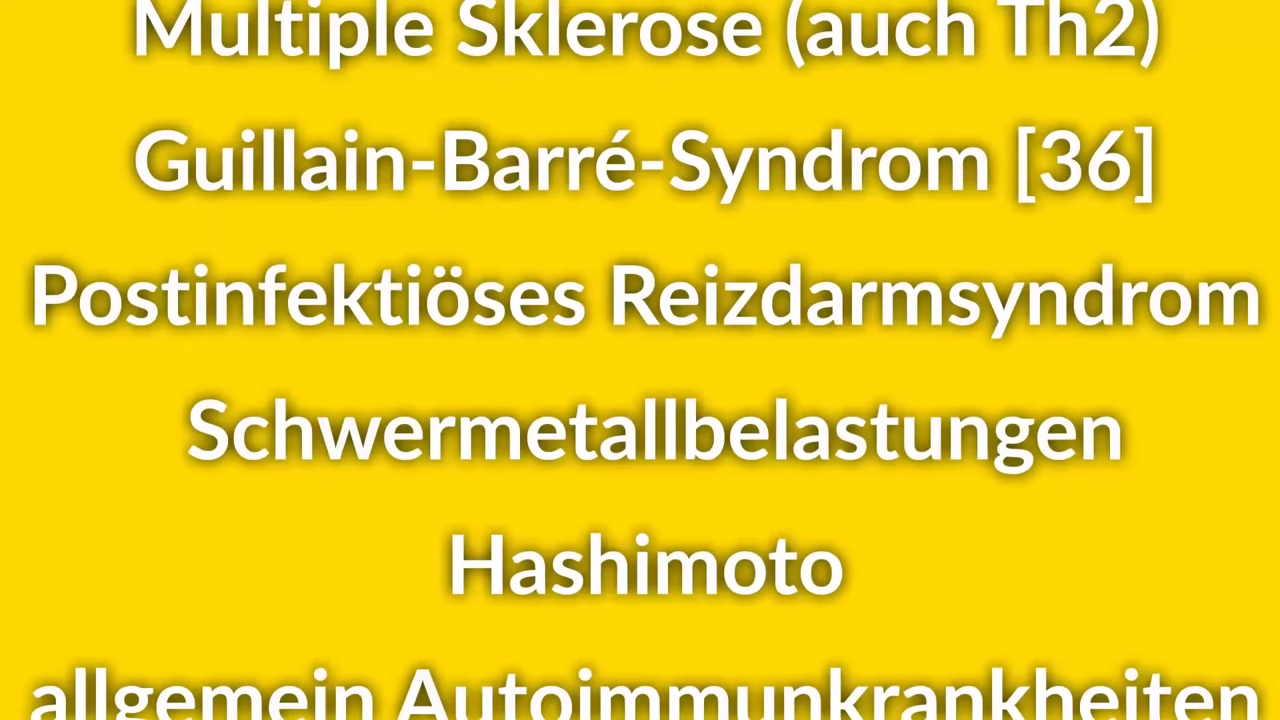 Multiple Sklerose (auch Th2)
Guillain-Barré-Syndrom [36]
Postinfektiöses Reizdarmsyndrom
Schwermetallbelastungen
Hashimoto
allgemein Autoimmunkrankheiten